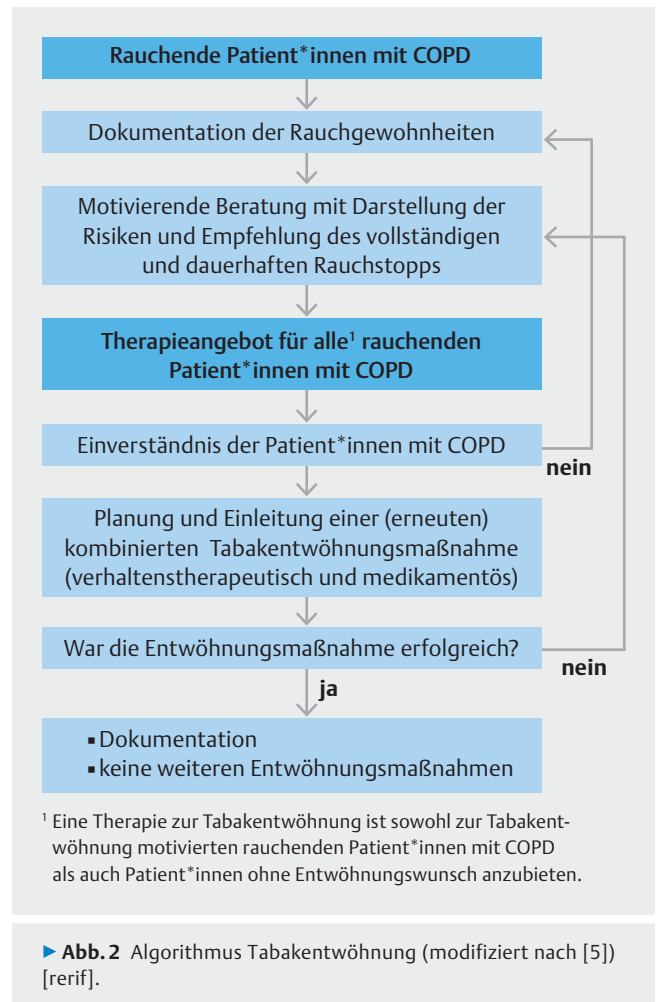 Rauchende Patient*innen mit COPD
Dokumentation der Rauchgewohnheiten
Motivierende Beratung mit Darstellung der
Risiken und Empfehlung des vollständigen
und dauerhaften Rauchstopps
Therapieangebot für alle¹ rauchenden
Patient*innen mit COPD
Einverständnis der Patient*innen mit COPD
nein
Planung und Einleitung einer (erneuten)
kombinierten Tabakentwöhnungsmaßnahme
(verhaltenstherapeutisch und medikamentös)
War die Entwöhnungsmaßnahme erfolgreich?
nein
ja
▪ Dokumentation
▪ keine weiteren Entwöhnungsmaßnahmen
¹ Eine Therapie zur Tabakentwöhnung ist sowohl zur Tabakent-
wöhnung motivierten rauchenden Patient*innen mit COPD
als auch Patient*innen ohne Entwöhnungswunsch anzubieten.
▶ Abb. 2 Algorithmus Tabakentwöhnung (modifiziert nach [5])
[rerif].